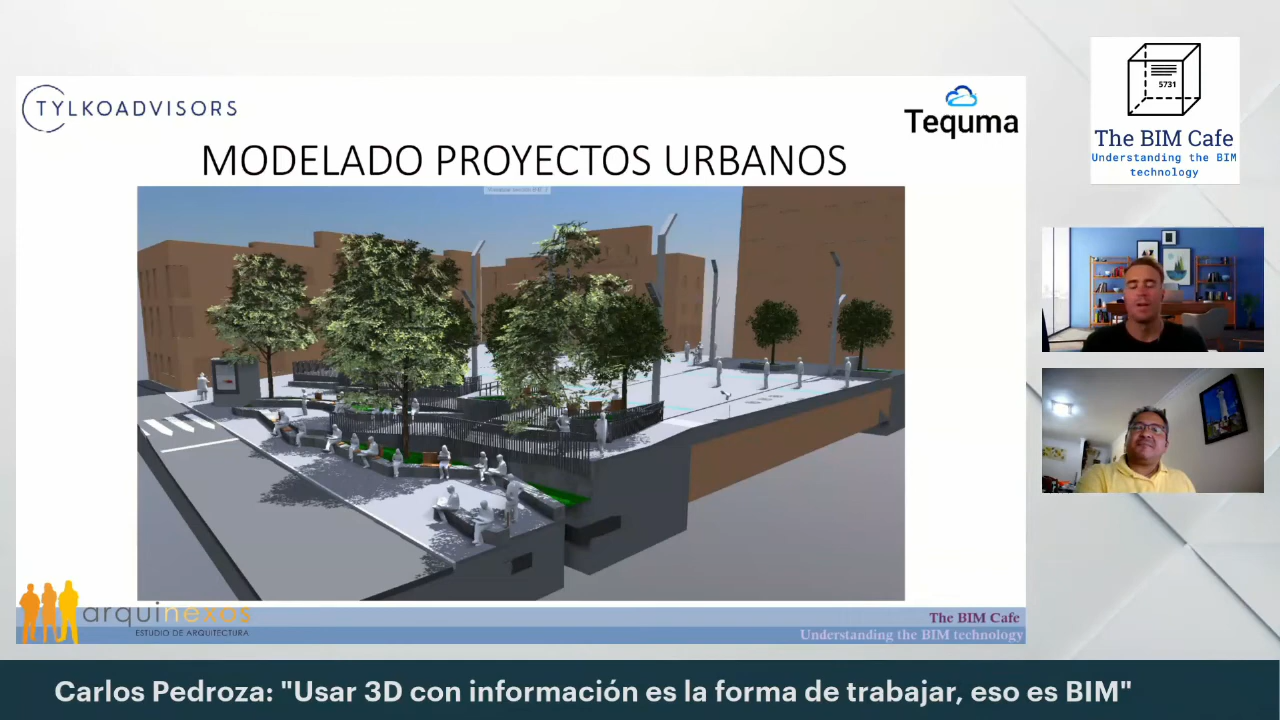 TYLKOADVISORS
Tequma
MODELADO PROYECTOS URBANOS
5731
The BIM Cafe
Understanding the BIM
technology
arquinexos
ESTUDIO DE ARQUITECTURA
The BIM Cafe
Understanding the BIM technology
Carlos Pedroza: "Usar 3D con información es la forma de trabajar, eso es BIM"